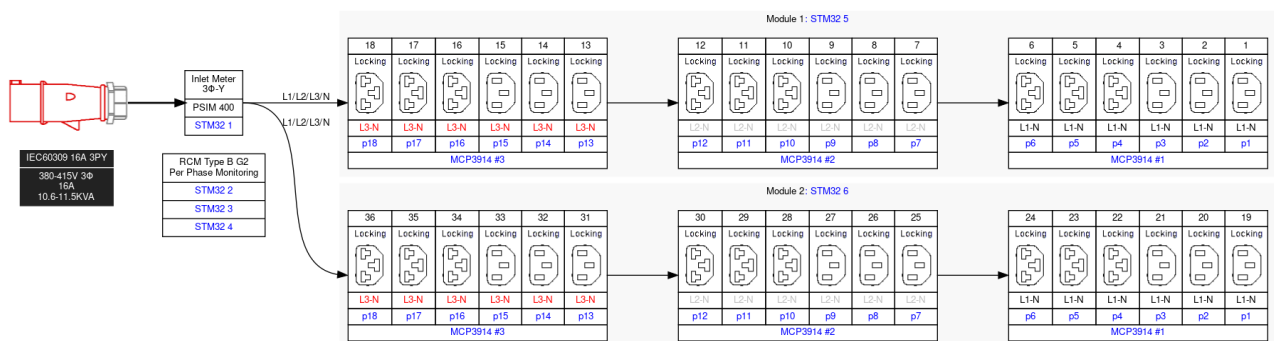 Module 1: STM32 5
18 17 16 15 14 13
Locking Locking Locking Locking Locking Locking
L3-N L3-N L3-N L3-N L3-N L3-N
p18 p17 p16 p15 p14 p13
MCP3914 #3
12 11 10 9 8 7
Locking Locking Locking Locking Locking Locking
L2-N L2-N L2-N L2-N L2-N L2-N
p12 p11 p10 p9 p8 p7
MCP3914 #2
6 5 4 3 2 1
Locking Locking Locking Locking Locking Locking
L1-N L1-N L1-N L1-N L1-N L1-N
p6 p5 p4 p3 p2 p1
MCP3914 #1
Inlet Meter
3Φ-Y
PSIM 400
STM32 1
L1/L2/L3/N
L1/L2/L3/N
IEC60309 16A 3PY
380-415V 3Φ
16A
10.6-11.5KVA
RCM Type B G2
Per Phase Monitoring
STM32 2
STM32 3
STM32 4
Module 2: STM32 6
36 35 34 33 32 31
Locking Locking Locking Locking Locking Locking
L3-N L3-N L3-N L3-N L3-N L3-N
p18 p17 p16 p15 p14 p13
MCP3914 #3
30 29 28 27 26 25
Locking Locking Locking Locking Locking Locking
L2-N L2-N L2-N L2-N L2-N L2-N
p12 p11 p10 p9 p8 p7
MCP3914 #2
24 23 22 21 20 19
Locking Locking Locking Locking Locking Locking
L1-N L1-N L1-N L1-N L1-N L1-N
p6 p5 p4 p3 p2 p1
MCP3914 #1